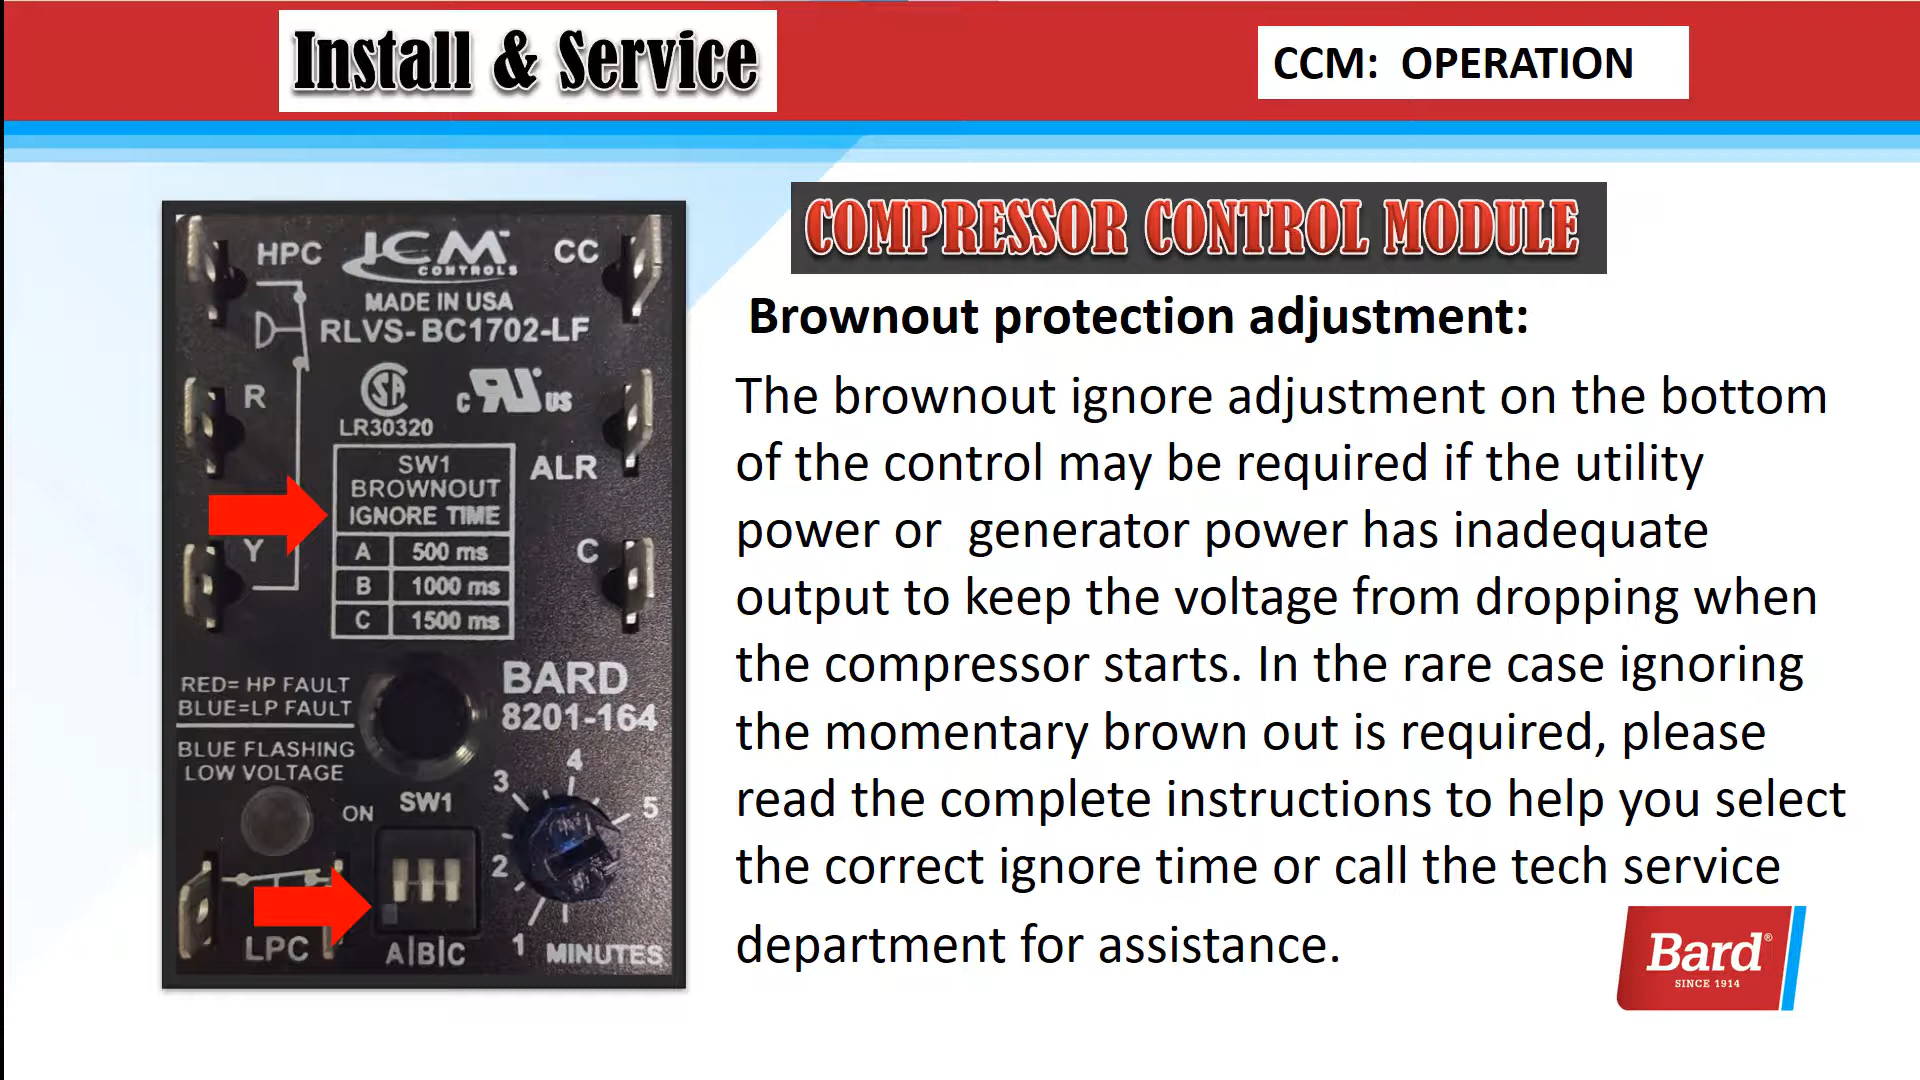 Install & Service
CCM:  OPERATION
COMPRESSOR CONTROL MODULE
HPC
ICM™
CONTROLS
CC
MADE IN USA
RLVS-BC1702-LF
R
SA
LR30320
C
US
ALR
SW1
BROWNOUT
IGNORE TIME
A 500 ms
B 1000 ms
C 1500 ms
Y
C
BARD
8201-164
RED= HP FAULT
BLUE=LP FAULT
BLUE FLASHING
LOW VOLTAGE
ON
SW1
LPC
A|B|C
1
2
3
4
5
MINUTES
Brownout protection adjustment:
The brownout ignore adjustment on the bottom
of the control may be required if the utility
power or  generator power has inadequate
output to keep the voltage from dropping when
the compressor starts. In the rare case ignoring
the momentary brown out is required, please
read the complete instructions to help you select
the correct ignore time or call the tech service
department for assistance.
Bard®
SINCE 1914